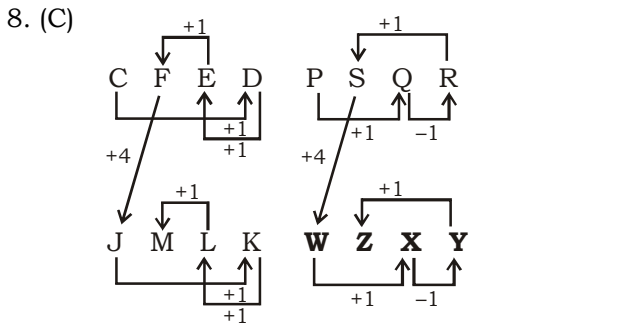 8. (C)
+1 +1
C F E D P S Q R
+1 +1 −1
+1
+4 +4
+1 +1
J M L K W Z X Y
+1 +1 −1
+1